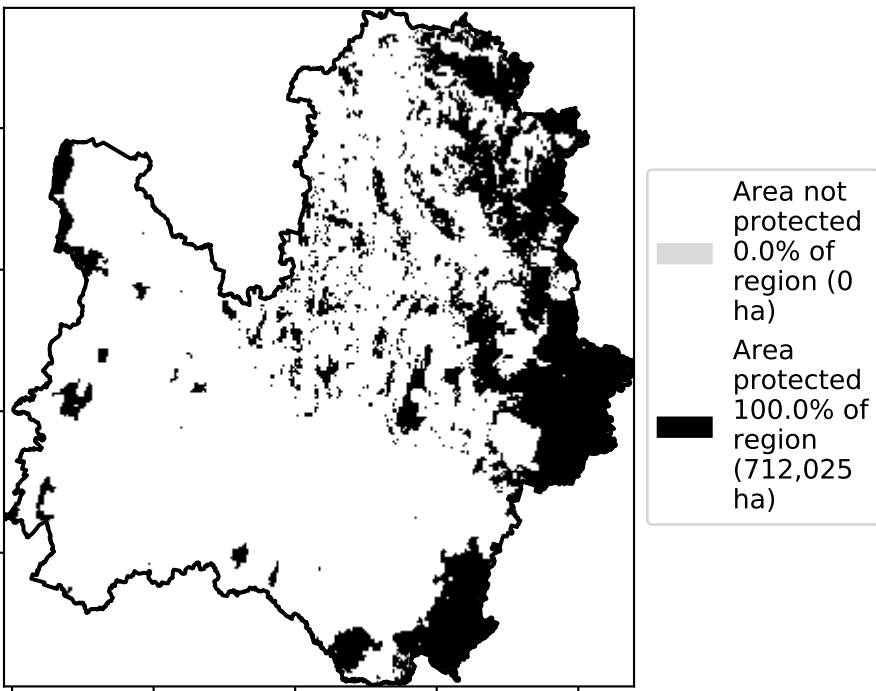 Area not
protected
0.0% of
region (0
ha)
Area
protected
100.0% of
region
(712,025
ha)